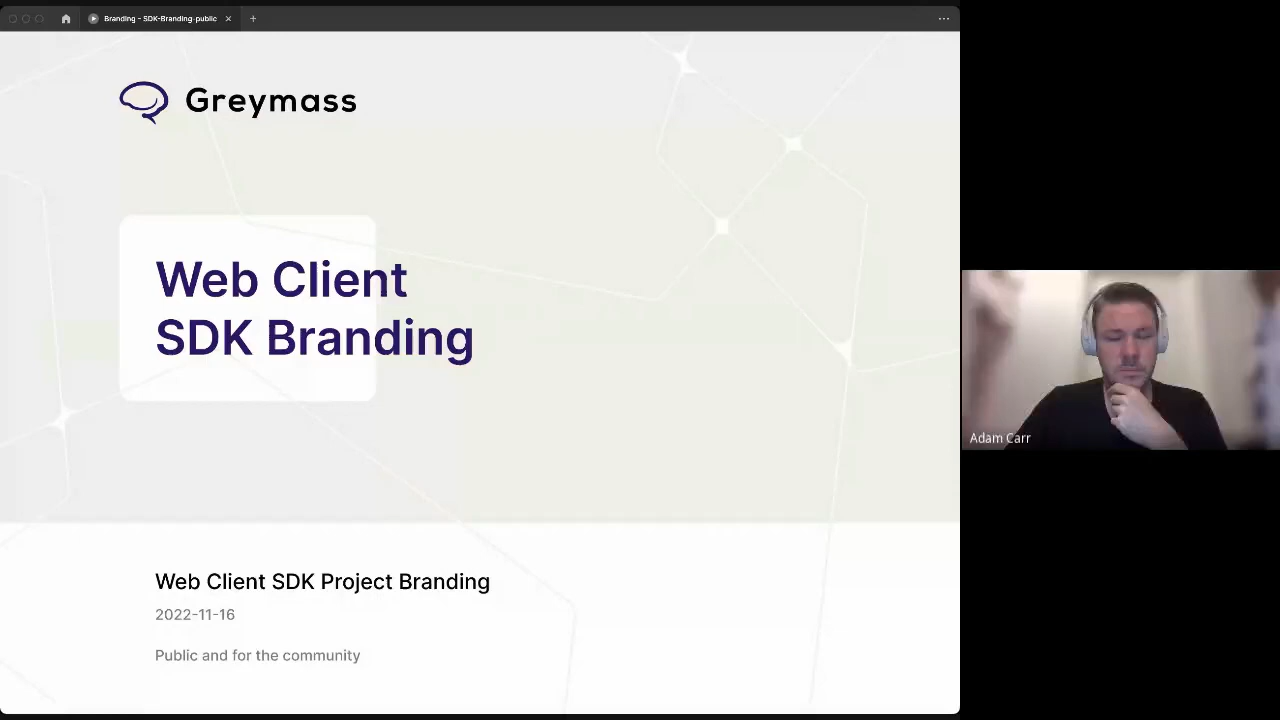 Branding - SDK-Branding-public
Greymass
Web Client
SDK Branding
Web Client SDK Project Branding
2022-11-16
Public and for the community
Adam Carr